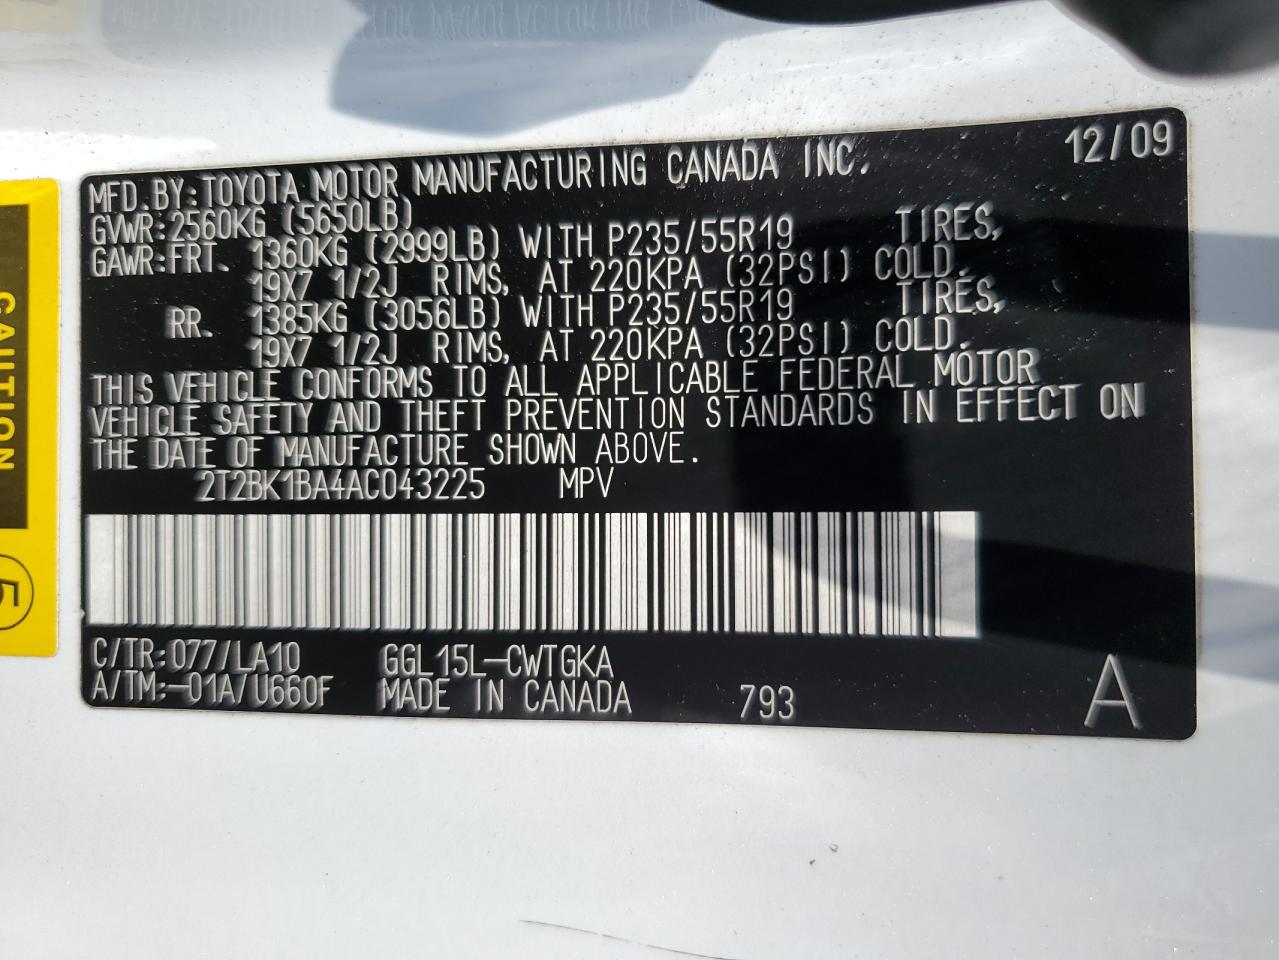 12/09
MFD.BY:TOYOTA MOTOR MANUFACTURING CANADA INC.
GVWR:2560KG (5650LB)
GAWR:FRT. 1360KG (2999LB) WITH P235/55R19 TIRES,
19X7 1/2J RIMS, AT 220KPA (32PSI) COLD.
RR. 1385KG (3056LB) WITH P235/55R19 TIRES,
19X7 1/2J RIMS, AT 220KPA (32PSI) COLD.
THIS VEHICLE CONFORMS TO ALL APPLICABLE FEDERAL MOTOR
VEHICLE SAFETY AND THEFT PREVENTION STANDARDS IN EFFECT ON
THE DATE OF MANUFACTURE SHOWN ABOVE.
2T2BK1BA4AC043225 MPV
C/TR:077/LA10 GGL15L-CWTGKA
A/TM:-01A/U660F MADE IN CANADA 793 A
CAUTION
5